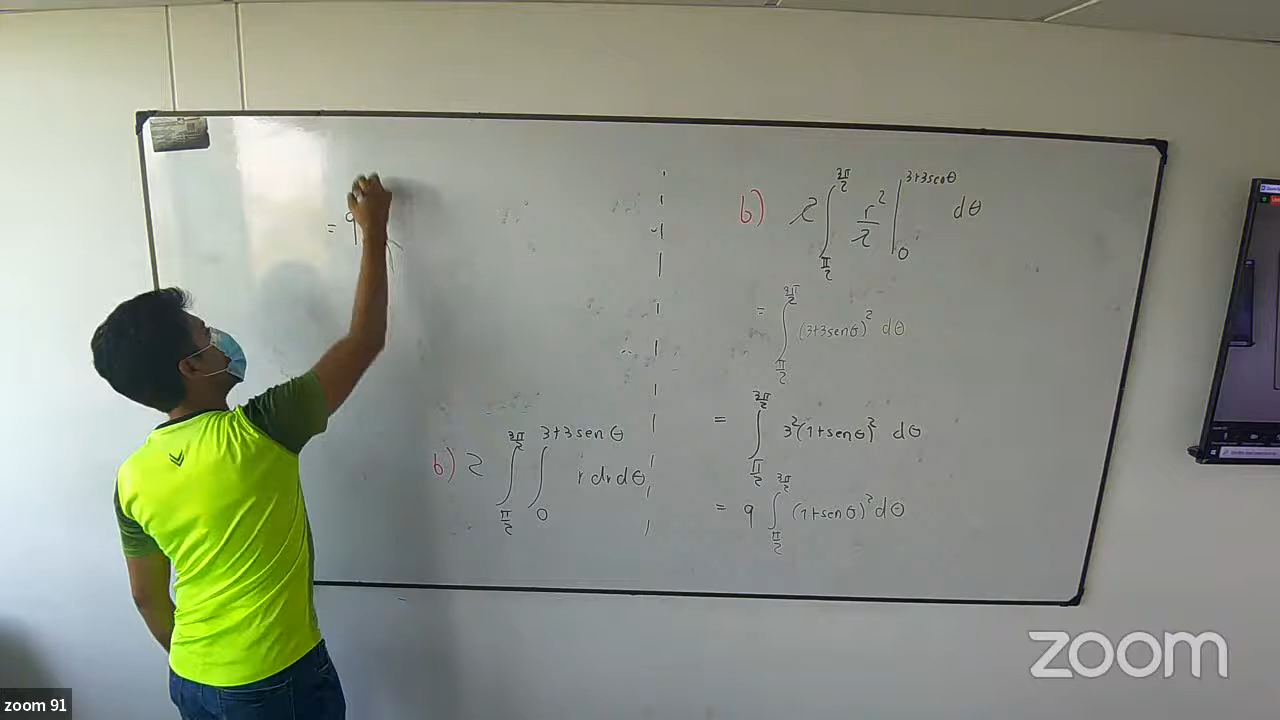 = 9
b) 2 ∫_{π/2}^{3π/2} ∫_0^{3+3senθ} r dr dθ
b) 2 ∫_{π/2}^{3π/2} r²/2 |_0^{3+3senθ} dθ
= ∫_{π/2}^{3π/2} (3+3senθ)² dθ
= ∫_{π/2}^{3π/2} 3²(1+senθ)² dθ
= 9 ∫_{π/2}^{3π/2} (1+senθ)² dθ
zoom
zoom 91